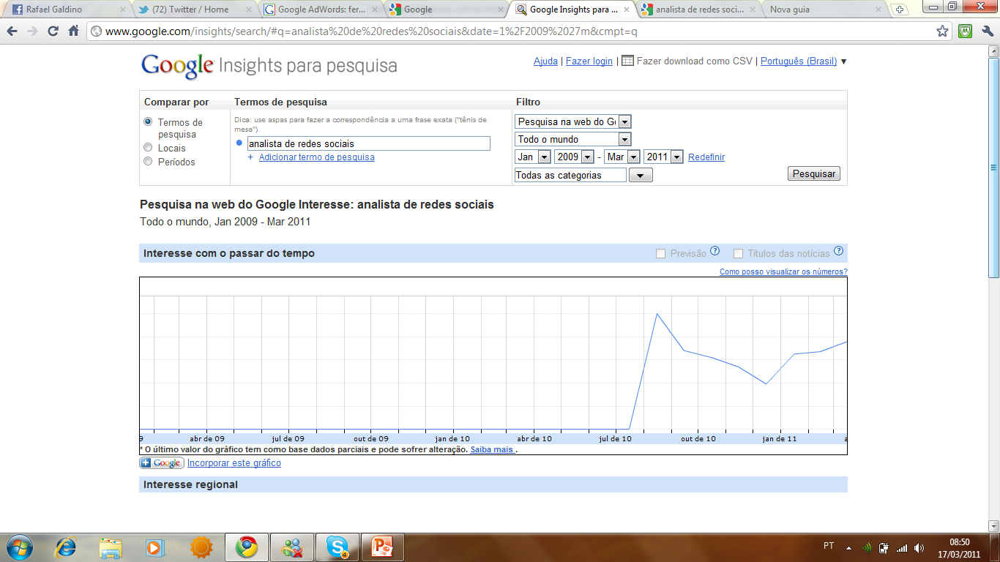 Rafael Galdino
(72) Twitter / Home
Google AdWords: fer...
Google
Google Insights para ...
analista de redes soci...
Nova guia
www.google.com/insights/search/#q=analista%20de%20redes%20sociais&date=1%2F2009%2027m&cmpt=q
Google Insights para pesquisa
Ajuda | Fazer login | Fazer download como CSV | Português (Brasil) ▼
Comparar por
Termos de pesquisa
Locais
Períodos
Termos de pesquisa
Dica: use aspas para fazer a correspondência a uma frase exata ("tênis de
mesa").
analista de redes sociais
+ Adicionar termo de pesquisa
Filtro
Pesquisa na web do G
Todo o mundo
Jan 2009 - Mar 2011 Redefinir
Todas as categorias
Pesquisar
Pesquisa na web do Google Interesse: analista de redes sociais
Todo o mundo, Jan 2009 - Mar 2011
Interesse com o passar do tempo
Previsão ?
Títulos das notícias ?
Como posso visualizar os números?
9 abr de 09 jul de 09 out de 09 jan de 10 abr de 10 jul de 10 out de 10 jan de 11 a
* O último valor do gráfico tem como base dados parciais e pode sofrer alteração. Saiba mais .
Google Incorporar este gráfico
Interesse regional
4
PT
08:50
17/03/2011